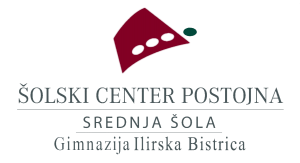 ŠOLSKI CENTER POSTOJNA
SREDNJA ŠOLA
Gimnazija Ilirska Bistrica